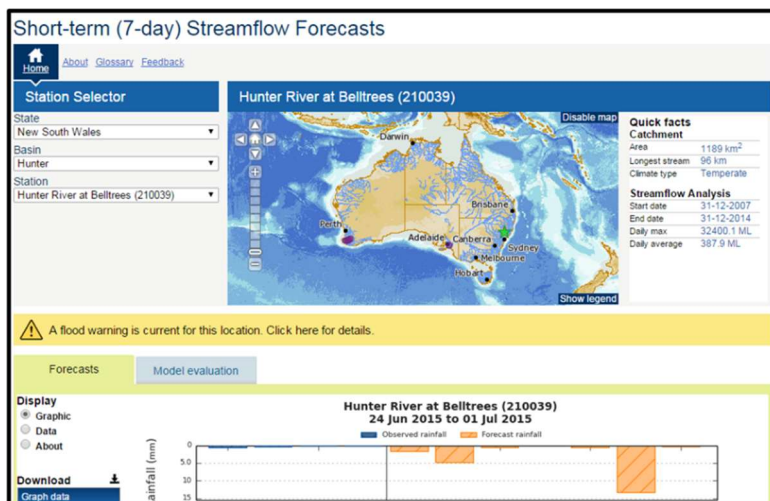 Short-term (7-day) Streamflow Forecasts
Home About Glossary Feedback
Station Selector
State
New South Wales
Basin
Hunter
Station
Hunter River at Belltrees (210039)
Hunter River at Belltrees (210039)
Disable map
Darwin
Brisbane
Perth
Adelaide
Canberra
Sydney
Melbourne
Hobart
Show legend
Quick facts
Catchment
Area 1189 km²
Longest stream 96 km
Climate type Temperate
Streamflow Analysis
Start date 31-12-2007
End date 31-12-2014
Daily max 32400.1 ML
Daily average 387.9 ML
A flood warning is current for this location. Click here for details.
Forecasts
Model evaluation
Display
Graphic
Data
About
Download
Graph data
Hunter River at Belltrees (210039)
24 Jun 2015 to 01 Jul 2015
Observed rainfall Forecast rainfall
ainfall (mm)
0
5.0
10
15